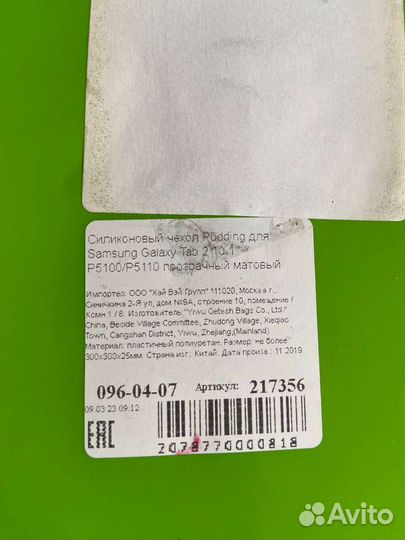 Силиконовый чехол Pudding для
Samsung Galaxy Tab 2 10.1
P5100/P5110 прозрачный матовый
Импортер: ООО "Хай Вэй Групп" 111020, Москва г.,
Синичкина 2-Я ул, дом №9А, строение 10, помещение /
Комн 1 / 8. Изготовитель:"Yiwu Getesh Bags Co., Ltd."
China, Beside Village Committee, Zhudong Village, Xiaqiao
Town, Cangshan District, Yiwu, Zhejiang,(Mainland)
Материал: пластичный полиуретан. Размер: не более
300x300x25мм. Страна изг.: Китай. Дата произв.: 11.2019
096-04-07 Артикул: 217356
09.03.23 09:12
EAC
2078770000818
Avito